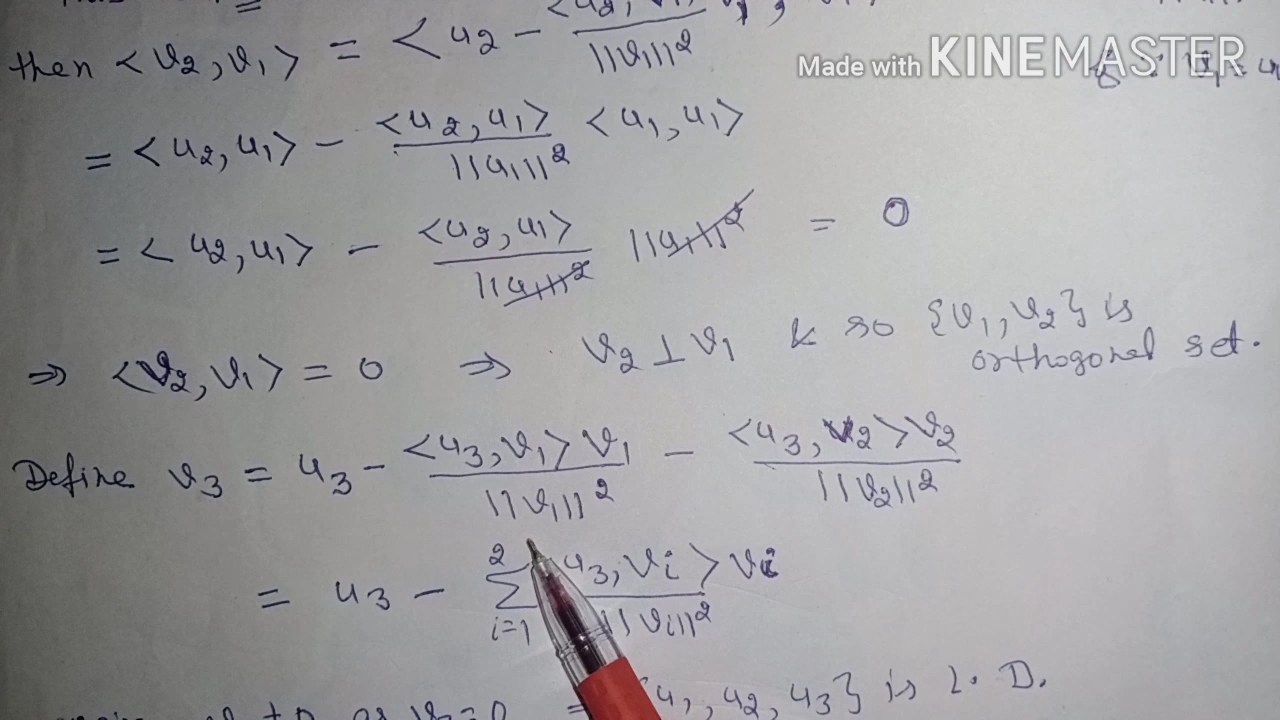 then <v₂, v₁> = <u₂ - 
Made with KINEMASTER
= <u₂, u₁> - <u₂, u₁>/||u₁||² <u₁, u₁>
= <u₂, u₁> - <u₂, u₁>/||u₁||² ||u₁||² = 0
⇒ <v₂, v₁> = 0 ⇒ v₂ ⊥ v₁ & so {v₁, v₂} is
orthogonal set.
Define v₃ = u₃ - <u₃, v₁> v₁/||v₁||² - <u₃, v₂> v₂/||v₂||²
= u₃ - ∑ᵢ₌₁² u₃, vᵢ> vᵢ/||vᵢ||²
v₂=0 = {u₁, u₂, u₃} is L.D.